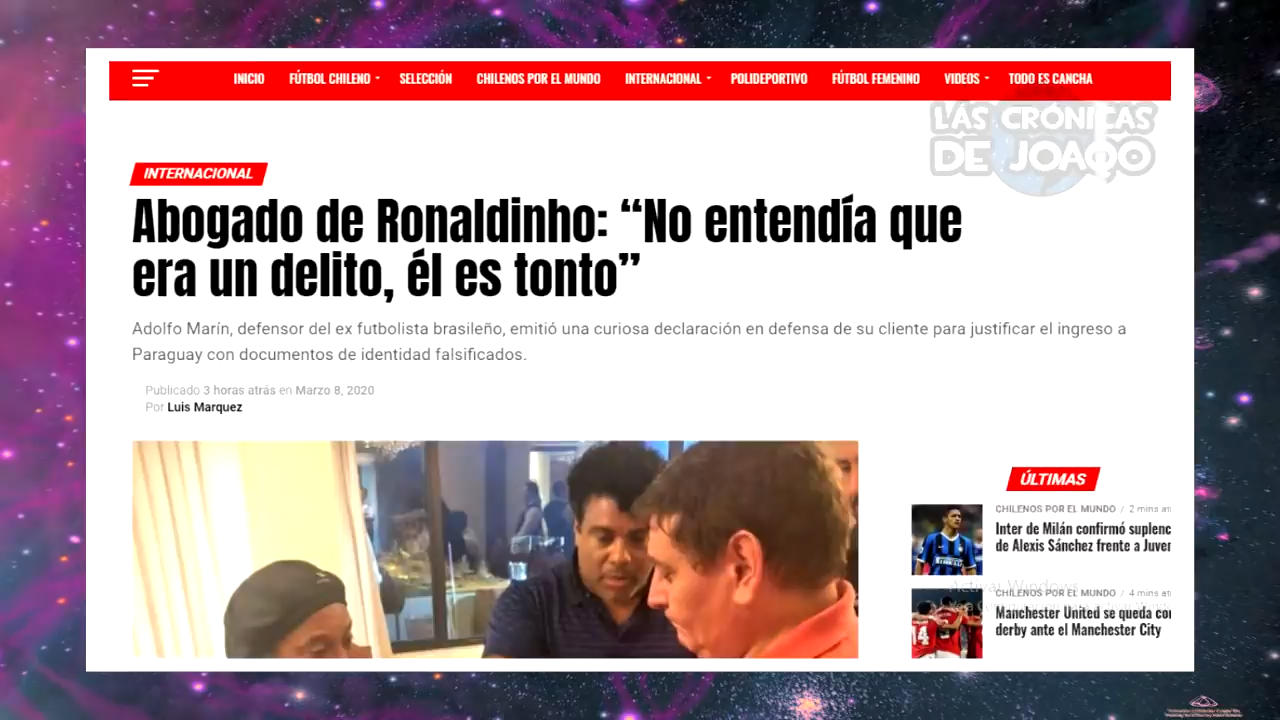 INICIO FÚTBOL CHILENO SELECCIÓN CHILENOS POR EL MUNDO INTERNACIONAL POLIDEPORTIVO FÚTBOL FEMENINO VIDEOS TODO ES CANCHA
LAS CRÓNICAS
DE JOAQO
INTERNACIONAL
Abogado de Ronaldinho: “No entendía que
era un delito, él es tonto”
Adolfo Marín, defensor del ex futbolista brasileño, emitió una curiosa declaración en defensa de su cliente para justificar el ingreso a
Paraguay con documentos de identidad falsificados.
Publicado 3 horas atrás en Marzo 8, 2020
Por Luis Marquez
ÚLTIMAS
CHILENOS POR EL MUNDO / 2 mins at
Inter de Milán confirmó suplenc
de Alexis Sánchez frente a Juver
Activar Windows
CHILENOS POR EL MUNDO / 4 mins at
Manchester United se queda co
derby ante el Manchester City
14